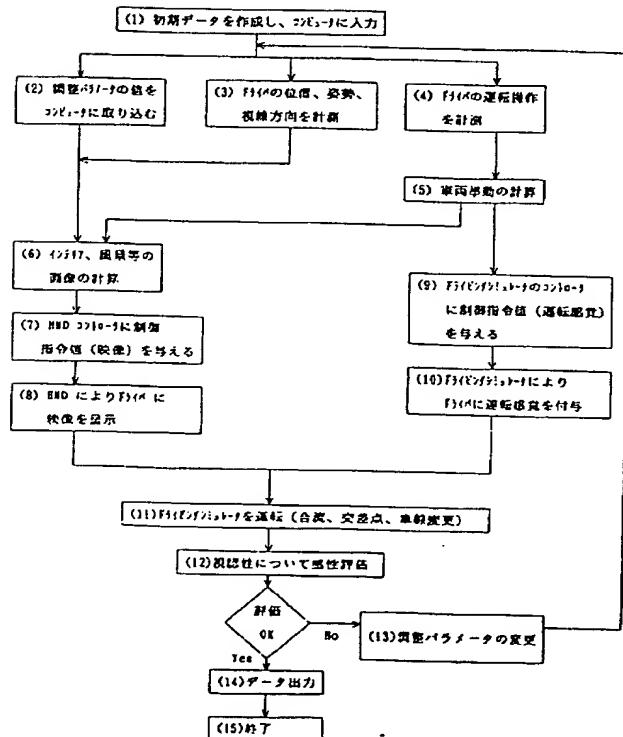 (1) 初期データを作成し、コンピュータに入力
(2) 調整パラメータの値を
コンピュータに取り込む
(3) ドライバの位置、姿勢、
視線方向を計測
(4) ドライバの運転操作
を計測
(5) 車両挙動の計算
(6) インテリア、風景等の
画像の計算
(7) HMD コントローラに制御
指令値（映像）を与える
(8) HMD によりドライバに
映像を显示
(9) ドライビングシミュレータのコントローラ
に制御指令値（運転感覚）
を与える
(10)ドライビングシミュレータにより
ドライバに運転感覚を付与
(11)ドライビングシミュレータを運転（合流、交差点、車線変更）
(12)視認性について感性評価
評価
OK
No
Yes
(13)調整パラメータの変更
(14)データ出力
(15)終了